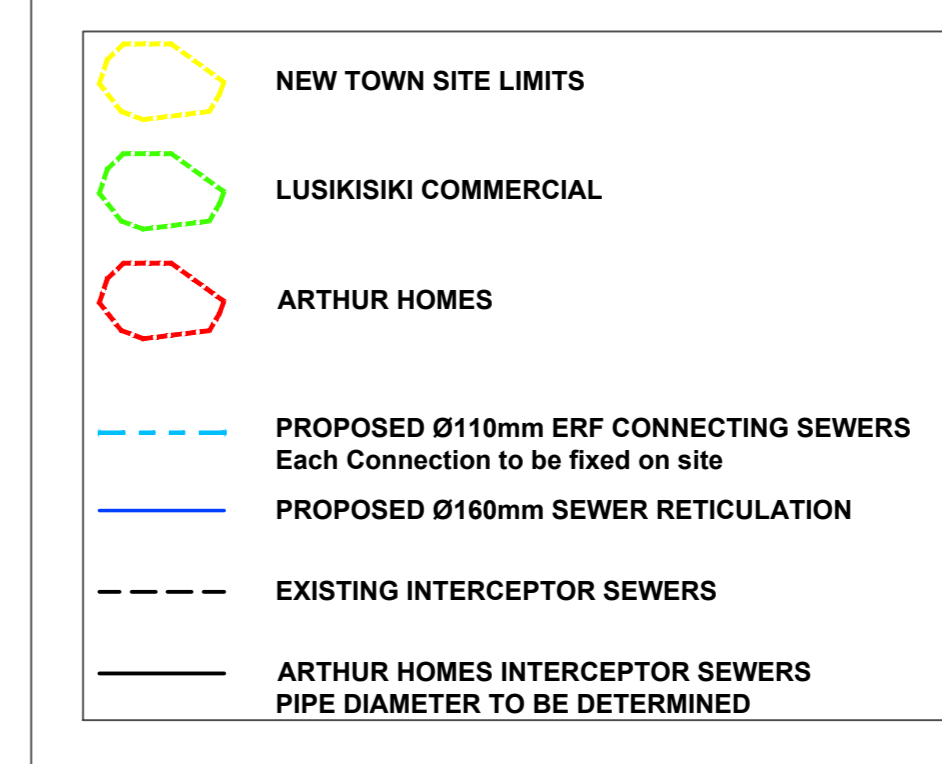 NEW TOWN SITE LIMITS
LUSIKISIKI COMMERCIAL
ARTHUR HOMES
PROPOSED Ø110mm ERF CONNECTING SEWERS
Each Connection to be fixed on site
PROPOSED Ø160mm SEWER RETICULATION
EXISTING INTERCEPTOR SEWERS
ARTHUR HOMES INTERCEPTOR SEWERS
PIPE DIAMETER TO BE DETERMINED